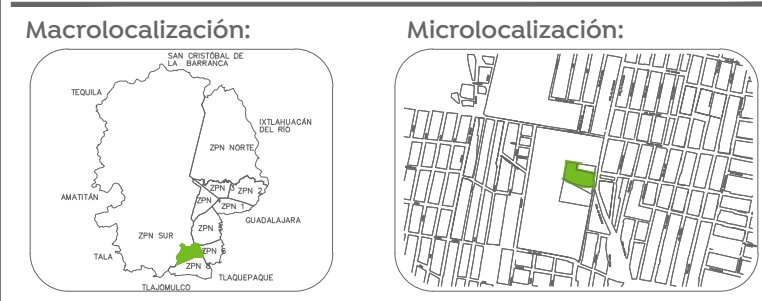 Macrolocalización:
SAN CRISTÓBAL DE
LA BARRANCA
TEQUILA
IXTLAHUACÁN
DEL RÍO
ZPN NORTE
ZPN 3
ZPN 2
ZPN
ZPN 1
AMATITÁN
GUADALAJARA
ZPN
ZPN SUR
ZPN 6
TALA
ZPN
TLAQUEPAQUE
TLAJOMULCO
Microlocalización: